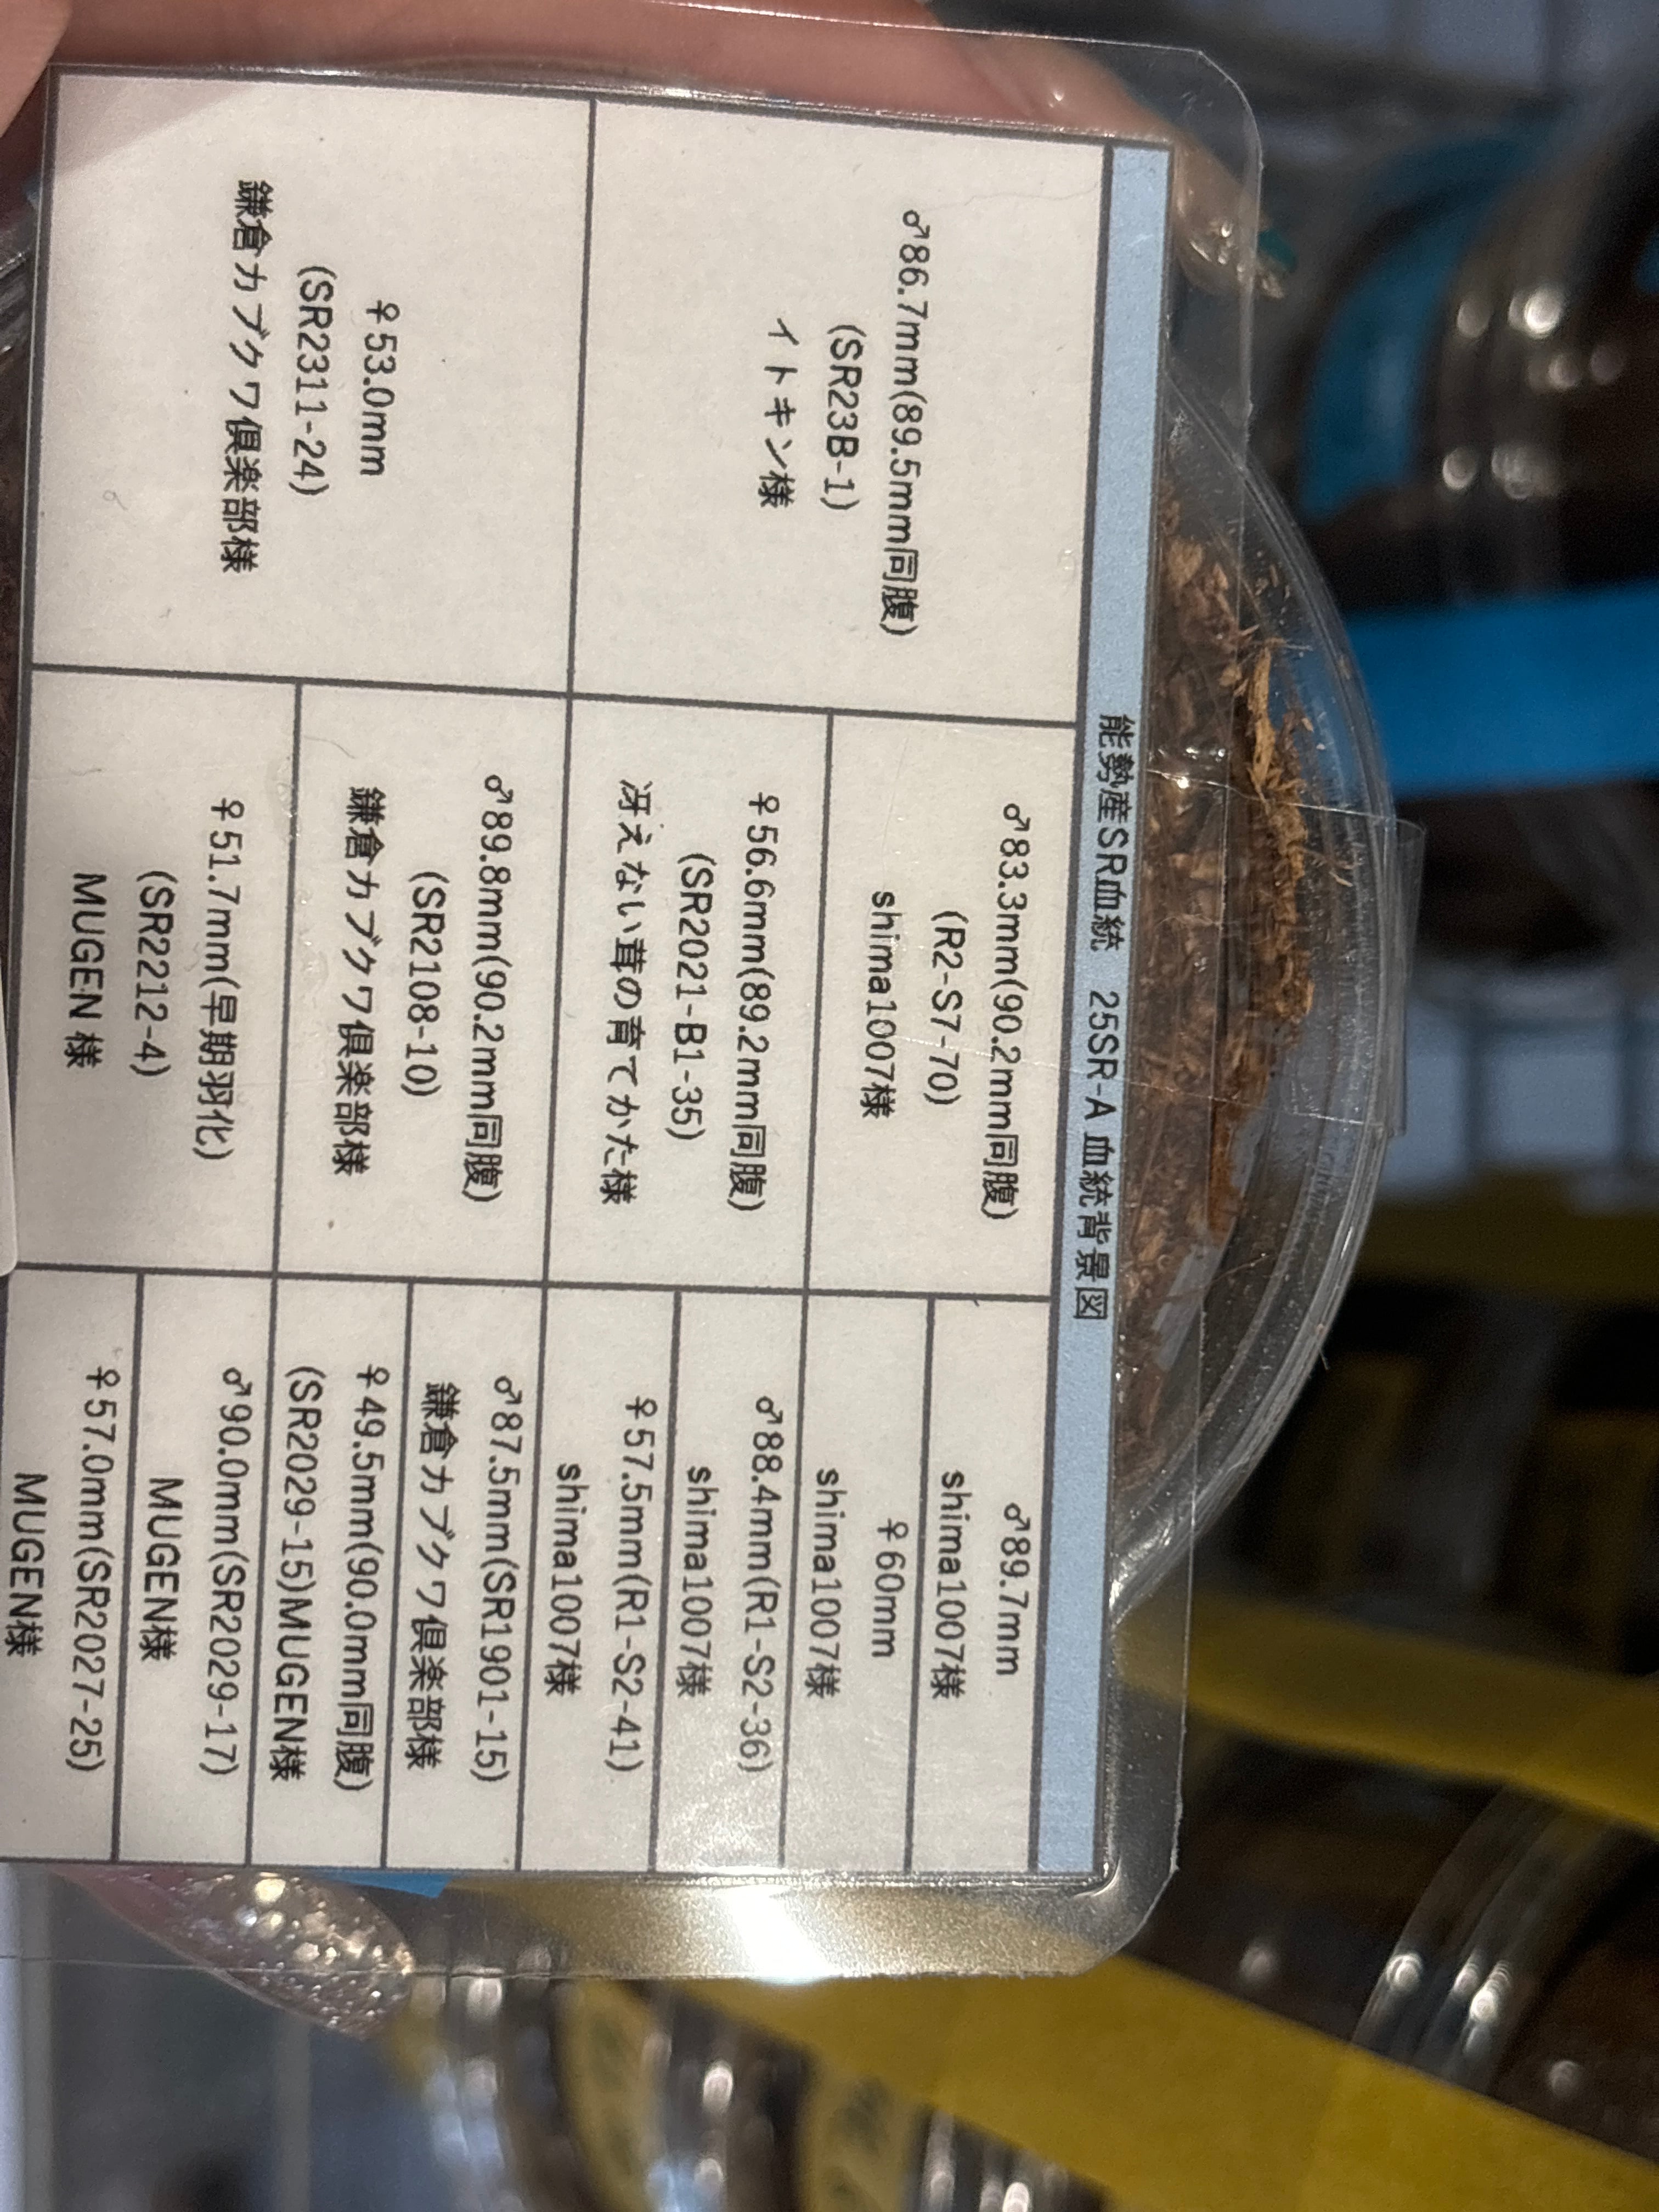 能勢産SR血統　25SR-A 血統背景図
♂86.7mm(89.5mm同腹)
(SR23B-1)
イトキン様
♂83.3mm(90.2mm同腹)
(R2-S7-70)
shima1007様
♂89.7mm
shima1007様
♀60mm
shima1007様
♀56.6mm(89.2mm同腹)
(SR2021-B1-35)
冴えない茸の育てかた様
♂88.4mm(R1-S2-36)
shima1007様
♀57.5mm(R1-S2-41)
shima1007様
♀53.0mm
(SR2311-24)
鎌倉カブクワ倶楽部様
♂89.8mm(90.2mm同腹)
(SR2108-10)
鎌倉カブクワ倶楽部様
♂87.5mm(SR1901-15)
鎌倉カブクワ倶楽部様
♀49.5mm(90.0mm同腹)
(SR2029-15)MUGEN様
♀51.7mm(早期羽化)
(SR2212-4)
MUGEN 様
♂90.0mm(SR2029-17)
MUGEN様
♀57.0mm(SR2027-25)
MUGEN様